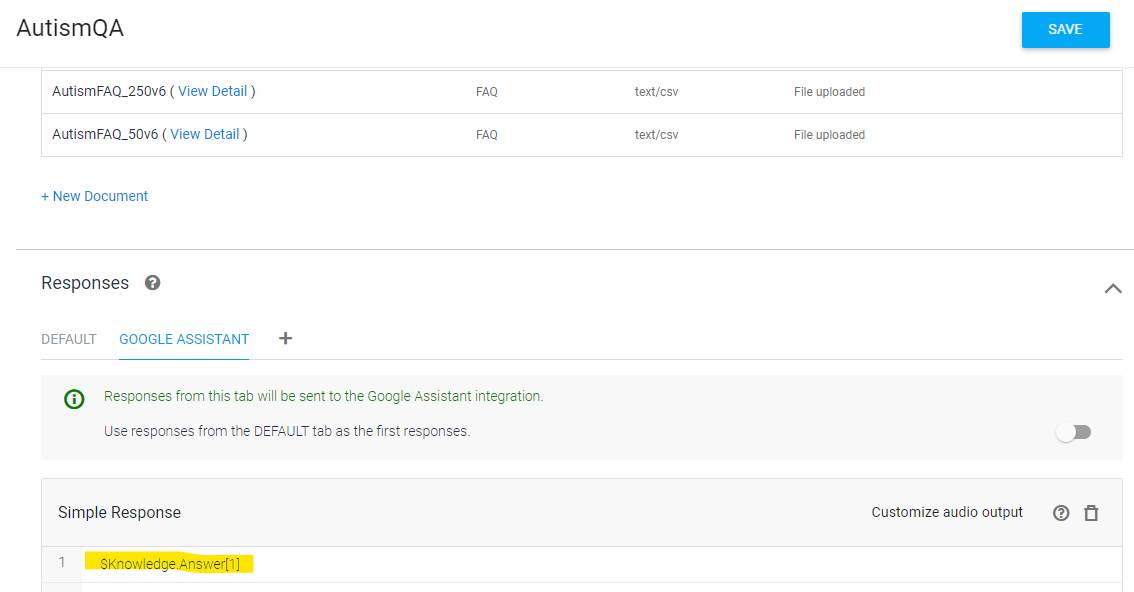 AutismQA
SAVE
AutismFAQ_250v6 ( View Detail ) FAQ text/csv File uploaded
AutismFAQ_50v6 ( View Detail ) FAQ text/csv File uploaded
+ New Document
Responses ?
DEFAULT GOOGLE ASSISTANT +
Responses from this tab will be sent to the Google Assistant integration.
Use responses from the DEFAULT tab as the first responses.
Simple Response Customize audio output ?
1 $Knowledge.Answer[1]